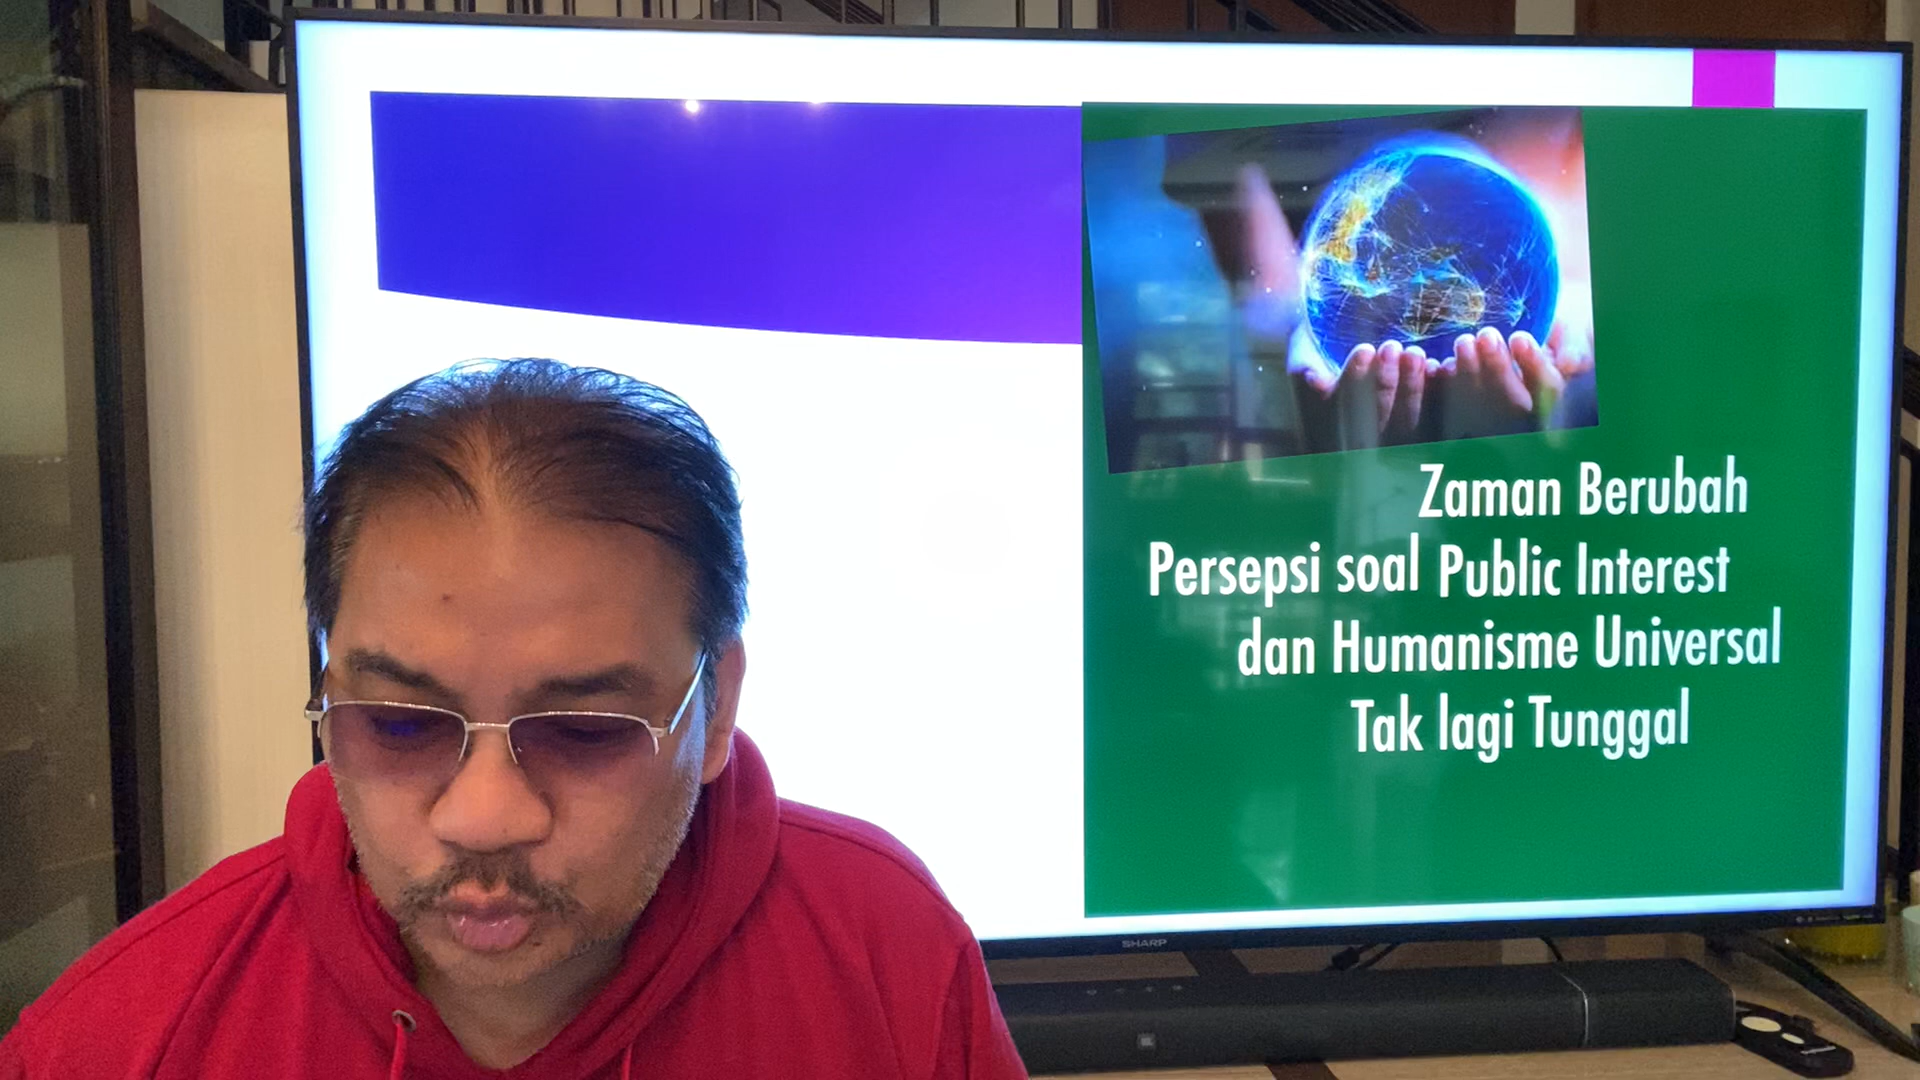 Zaman Berubah
Persepsi soal Public Interest
dan Humanisme Universal
Tak lagi Tunggal
SHARP